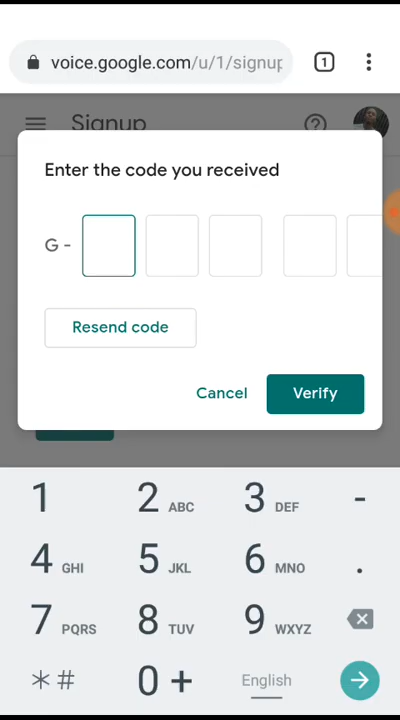 voice.google.com/u/1/signup
1
Signup
Enter the code you received
G -
Resend code
Cancel
Verify
1
2 ABC
3 DEF
-
4 GHI
5 JKL
6 MNO
.
7 PQRS
8 TUV
9 WXYZ
*#
0 +
English